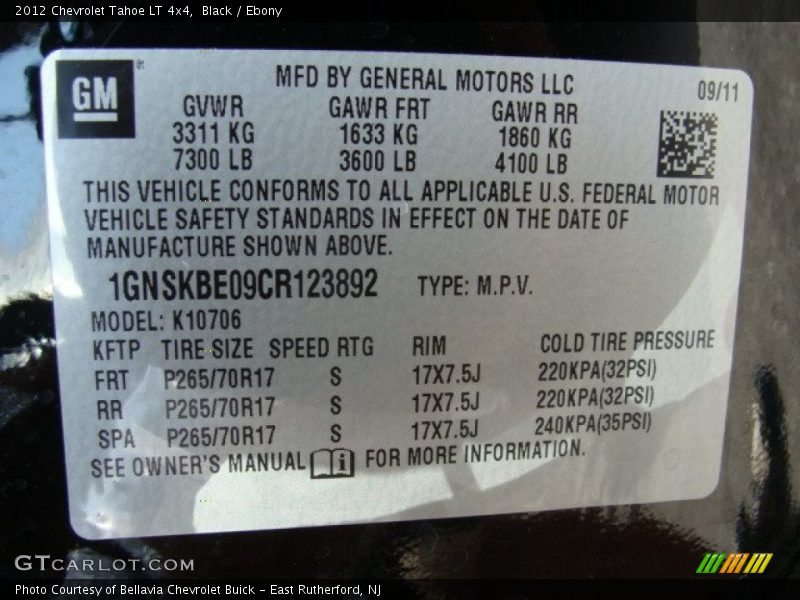 2012 Chevrolet Tahoe LT 4x4, Black / Ebony
GM
MFD BY GENERAL MOTORS LLC
09/11
GVWR GAWR FRT GAWR RR
3311 KG 1633 KG 1860 KG
7300 LB 3600 LB 4100 LB
THIS VEHICLE CONFORMS TO ALL APPLICABLE U.S. FEDERAL MOTOR
VEHICLE SAFETY STANDARDS IN EFFECT ON THE DATE OF
MANUFACTURE SHOWN ABOVE.
1GNSKBE09CR123892 TYPE: M.P.V.
MODEL: K10706
KFTP TIRE SIZE SPEED RTG RIM COLD TIRE PRESSURE
FRT P265/70R17 S 17X7.5J 220KPA(32PSI)
RR P265/70R17 S 17X7.5J 220KPA(32PSI)
SPA P265/70R17 S 17X7.5J 240KPA(35PSI)
SEE OWNER'S MANUAL i FOR MORE INFORMATION.
GTcarlot.com
Photo Courtesy of Bellavia Chevrolet Buick - East Rutherford, NJ